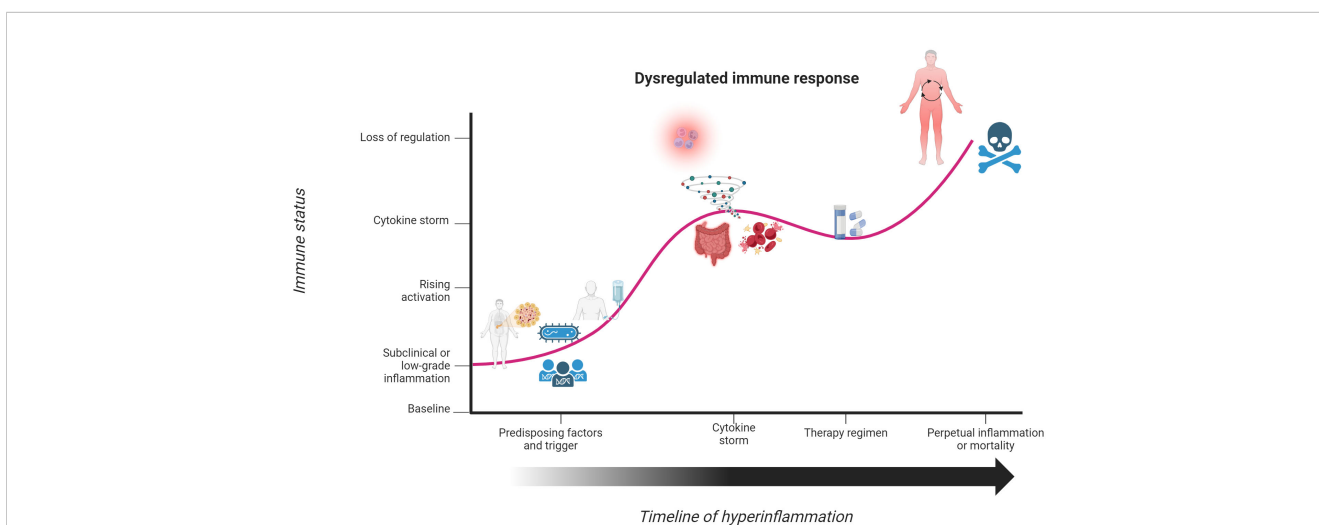 Dysregulated immune response
Immune status
Loss of regulation
Cytokine storm
Rising
activation
Subclinical or
low-grade
inflammation
Baseline
Predisposing factors
and trigger
Cytokine
storm
Therapy regimen
Perpetual inflammation
or mortality
Timeline of hyperinflammation